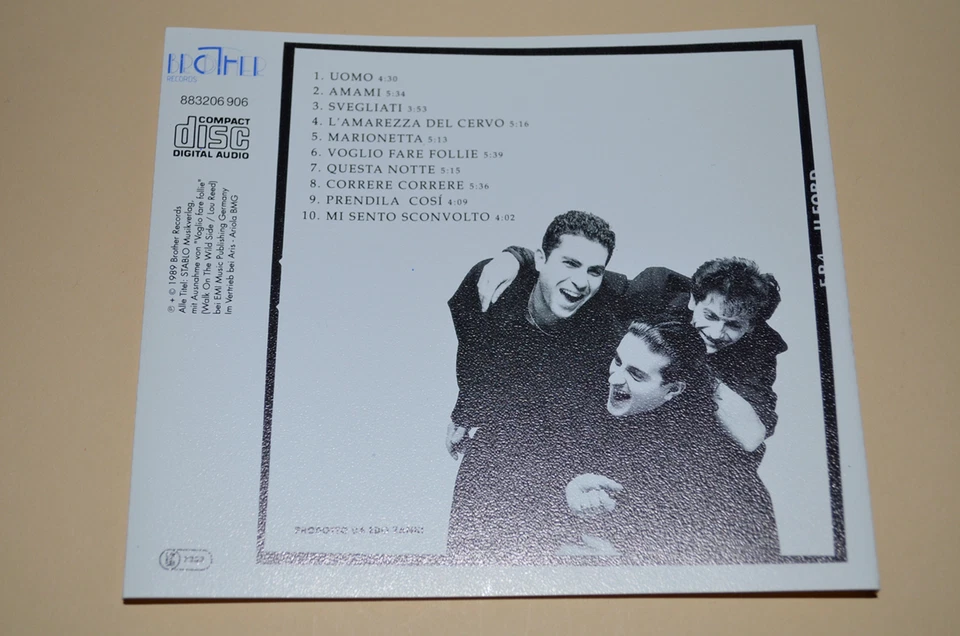 BROTHER
RECORDS
883206 906
COMPACT
disc
DIGITAL AUDIO
℗ + © 1989 Brother Records
Alle Titel: STABLO Musikverlag,
mit Ausnahme von "Voglio fare follie"
(Walk On The Wild Side / Lou Reed)
bei EMI Music Publishing Germany
Im Vertrieb bei Aris - Ariola BMG
1. UOMO 4:30
2. AMAMI 5:34
3. SVEGLIATI 3:53
4. L'AMAREZZA DEL CERVO 5:16
5. MARIONETTA 5:13
6. VOGLIO FARE FOLLIE 5:39
7. QUESTA NOTTE 5:15
8. CORRERE CORRERE 5:36
9. PRENDILA COSÍ 4:09
10. MI SENTO SCONVOLTO 4:02
ILFORD